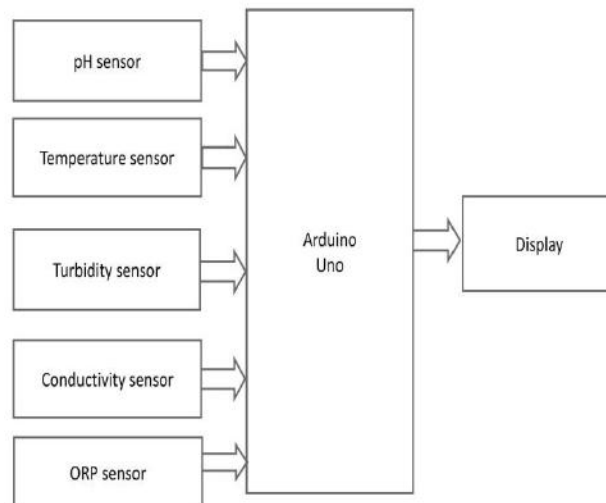 pH sensor
Temperature sensor
Turbidity sensor
Conductivity sensor
ORP sensor
Arduino
Uno
Display